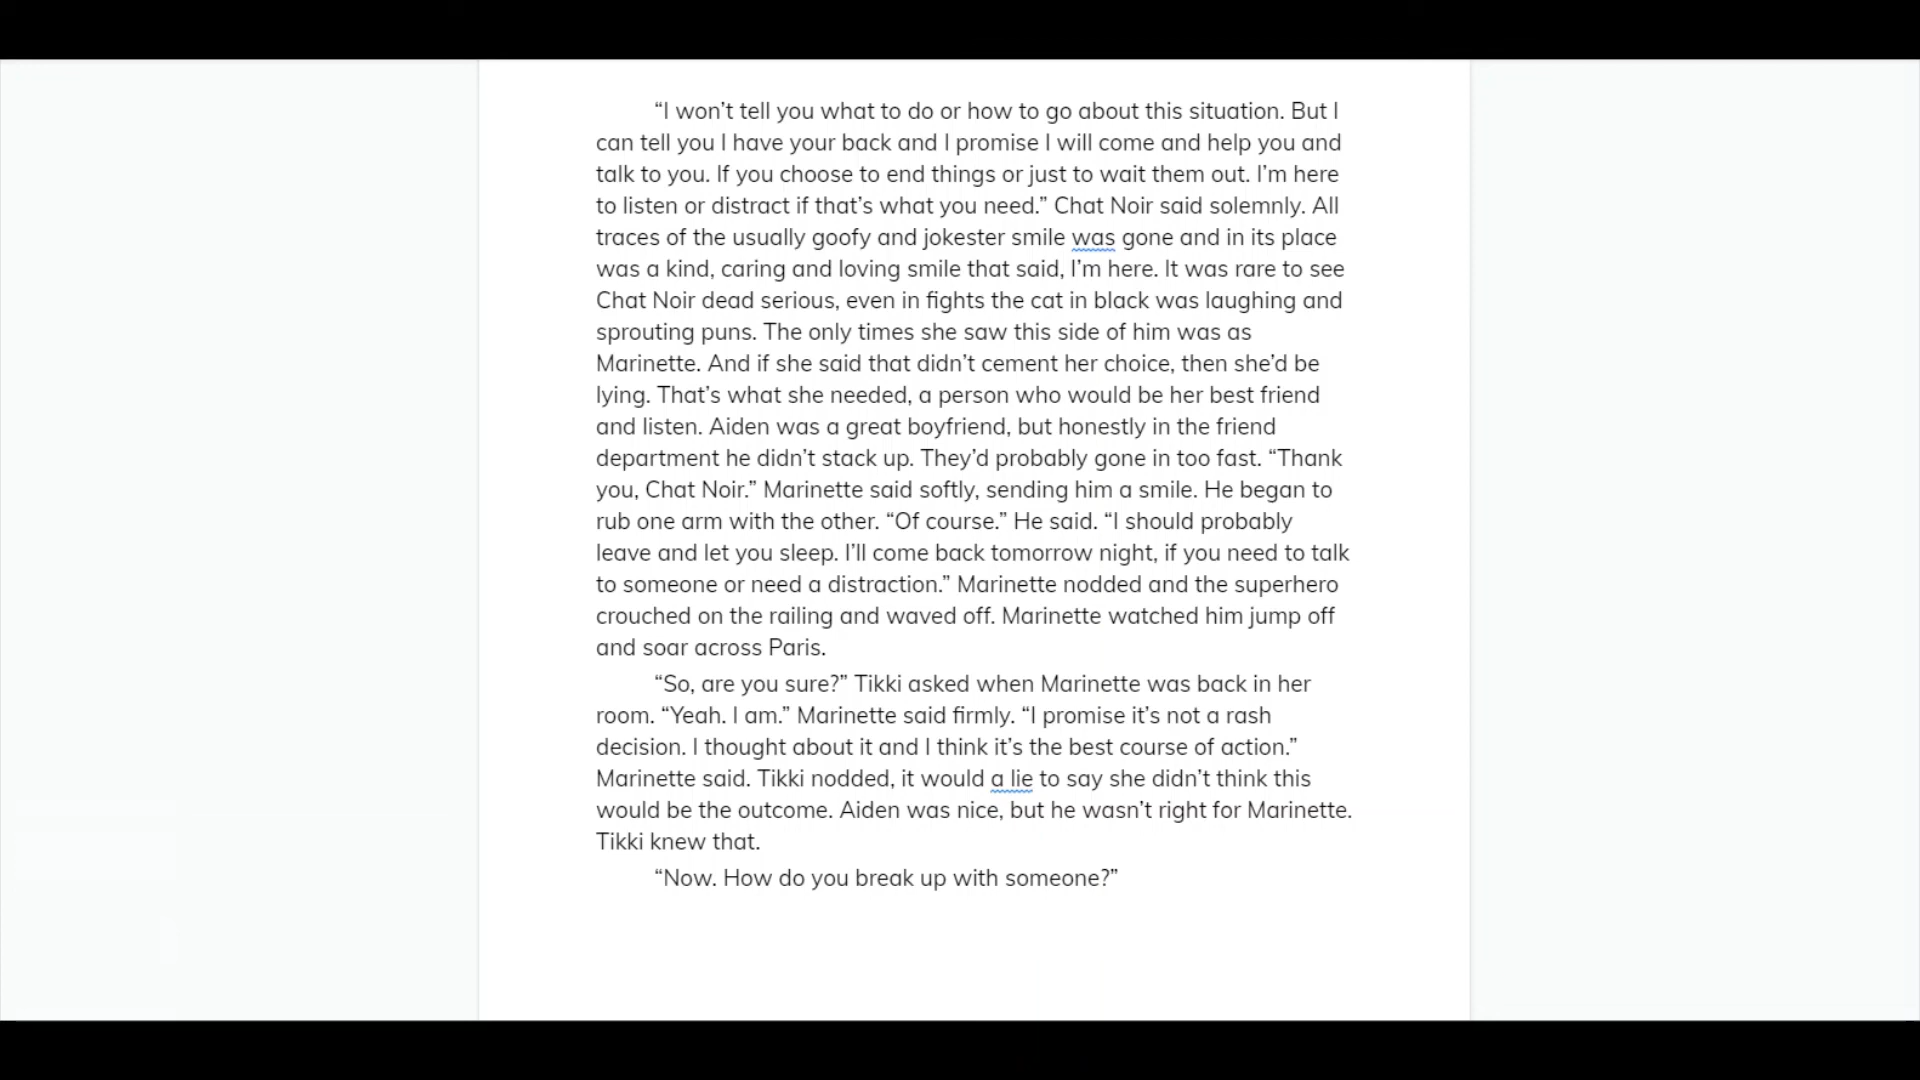 “I won’t tell you what to do or how to go about this situation. But I
can tell you I have your back and I promise I will come and help you and
talk to you. If you choose to end things or just to wait them out. I’m here
to listen or distract if that’s what you need.” Chat Noir said solemnly. All
traces of the usually goofy and jokester smile was gone and in its place
was a kind, caring and loving smile that said, I’m here. It was rare to see
Chat Noir dead serious, even in fights the cat in black was laughing and
sprouting puns. The only times she saw this side of him was as
Marinette. And if she said that didn’t cement her choice, then she’d be
lying. That’s what she needed, a person who would be her best friend
and listen. Aiden was a great boyfriend, but honestly in the friend
department he didn’t stack up. They’d probably gone in too fast. “Thank
you, Chat Noir.” Marinette said softly, sending him a smile. He began to
rub one arm with the other. “Of course.” He said. “I should probably
leave and let you sleep. I’ll come back tomorrow night, if you need to talk
to someone or need a distraction.” Marinette nodded and the superhero
crouched on the railing and waved off. Marinette watched him jump off
and soar across Paris.
“So, are you sure?” Tikki asked when Marinette was back in her
room. “Yeah. I am.” Marinette said firmly. “I promise it’s not a rash
decision. I thought about it and I think it’s the best course of action.”
Marinette said. Tikki nodded, it would a lie to say she didn’t think this
would be the outcome. Aiden was nice, but he wasn’t right for Marinette.
Tikki knew that.
“Now. How do you break up with someone?”